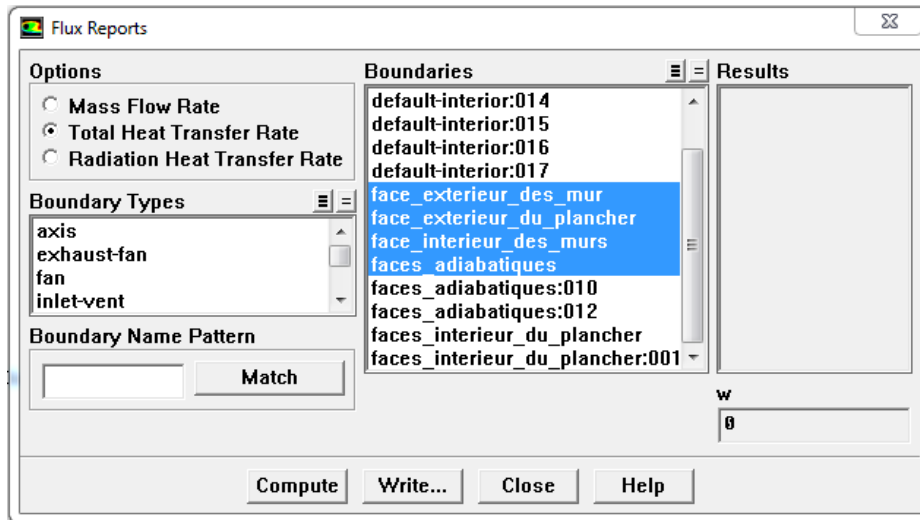 Flux Reports
Options
Mass Flow Rate
Total Heat Transfer Rate
Radiation Heat Transfer Rate
Boundary Types
axis
exhaust-fan
fan
inlet-vent
Boundary Name Pattern
Match
Boundaries
default-interior:014
default-interior:015
default-interior:016
default-interior:017
face_exterieur_des_mur
face_exterieur_du_plancher
face_interieur_des_murs
faces_adiabatiques
faces_adiabatiques:010
faces_adiabatiques:012
faces_interieur_du_plancher
faces_interieur_du_plancher:001
Results
w
0
Compute
Write...
Close
Help